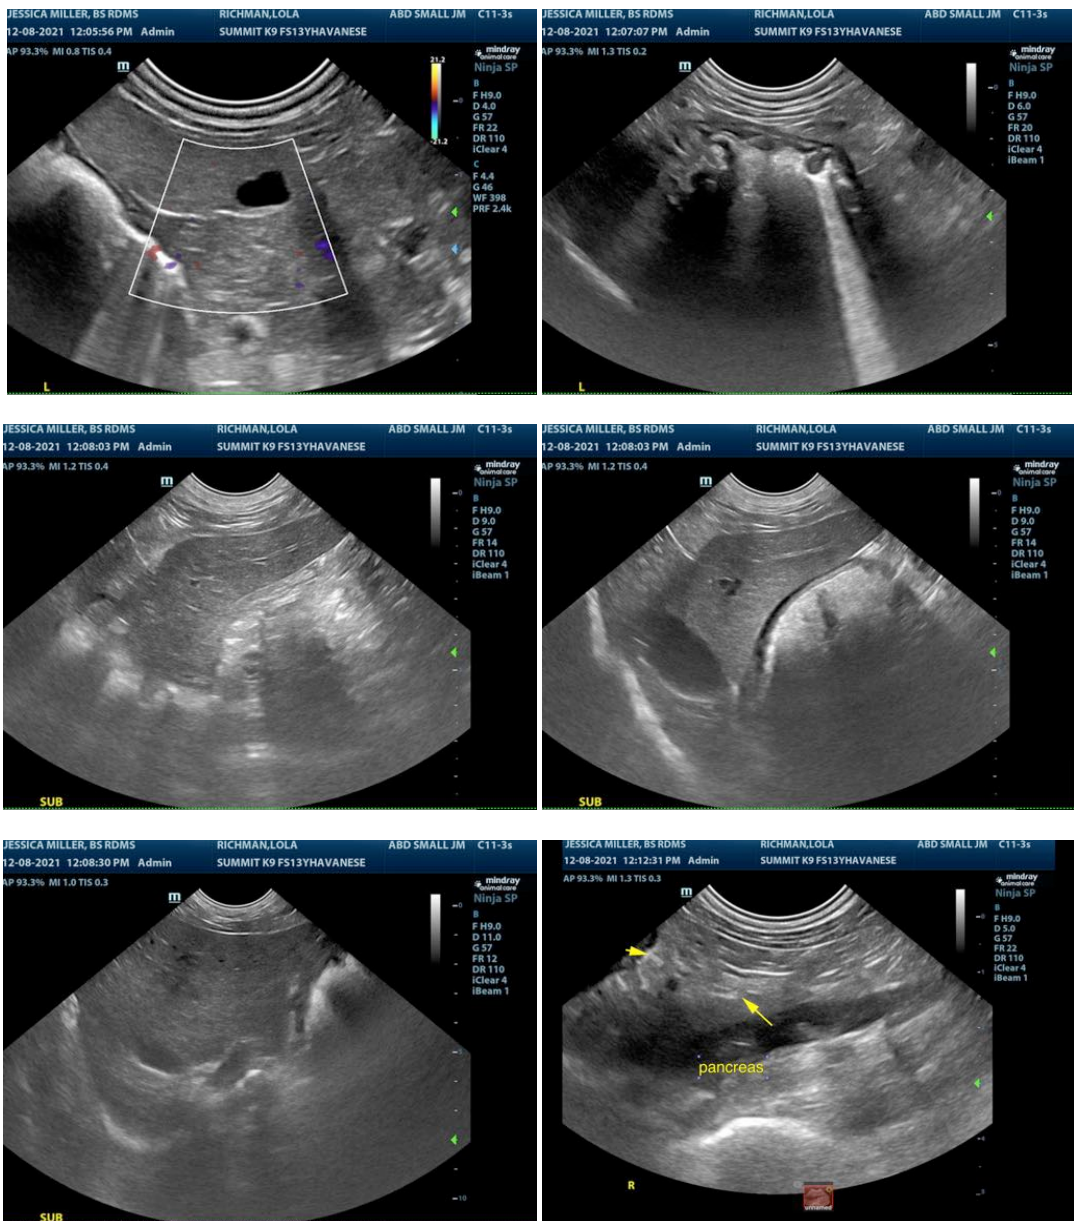 JESSICA MILLER, BS RDMS RICHMAN,LOLA ABD SMALL JM C11-3s
12-08-2021 12:05:56 PM Admin SUMMIT K9 FS13YHAVANESE
AP 93.3% MI 0.8 TIS 0.4
mindray
animal care
Ninja SP
m
21.2
-21.2
B
F H9.0
D 4.0
G 57
FR 22
DR 110
iClear 4
C
F 4.4
G 46
WF 398
PRF 2.4k
0
L
JESSICA MILLER, BS RDMS RICHMAN,LOLA ABD SMALL JM C11-3s
12-08-2021 12:07:07 PM Admin SUMMIT K9 FS13YHAVANESE
AP 93.3% MI 1.3 TIS 0.2
mindray
animal care
Ninja SP
m
B
F H9.0
D 6.0
G 57
FR 20
DR 110
iClear 4
iBeam 1
0
5
L
JESSICA MILLER, BS RDMS RICHMAN,LOLA ABD SMALL JM C11-3s
12-08-2021 12:08:03 PM Admin SUMMIT K9 FS13YHAVANESE
AP 93.3% MI 1.2 TIS 0.4
mindray
animal care
Ninja SP
m
B
F H9.0
D 9.0
G 57
FR 14
DR 110
iClear 4
iBeam 1
0
SUB
JESSICA MILLER, BS RDMS RICHMAN,LOLA ABD SMALL JM C11-3s
12-08-2021 12:08:03 PM Admin SUMMIT K9 FS13YHAVANESE
AP 93.3% MI 1.2 TIS 0.4
mindray
animal care
Ninja SP
m
B
F H9.0
D 9.0
G 57
FR 14
DR 110
iClear 4
iBeam 1
0
SUB
JESSICA MILLER, BS RDMS RICHMAN,LOLA ABD SMALL JM C11-3s
12-08-2021 12:08:30 PM Admin SUMMIT K9 FS13YHAVANESE
AP 93.3% MI 1.0 TIS 0.3
mindray
animal care
Ninja SP
m
B
F H9.0
D 11.0
G 57
FR 12
DR 110
iClear 4
iBeam 1
0
10
SUB
JESSICA MILLER, BS RDMS RICHMAN,LOLA ABD SMALL JM C11-3s
12-08-2021 12:12:31 PM Admin SUMMIT K9 FS13YHAVANESE
AP 93.3% MI 1.3 TIS 0.3
mindray
animal care
Ninja SP
m
B
F H9.0
D 5.0
G 57
FR 22
DR 110
iClear 4
iBeam 1
0
1
pancreas
4
R
unnamed